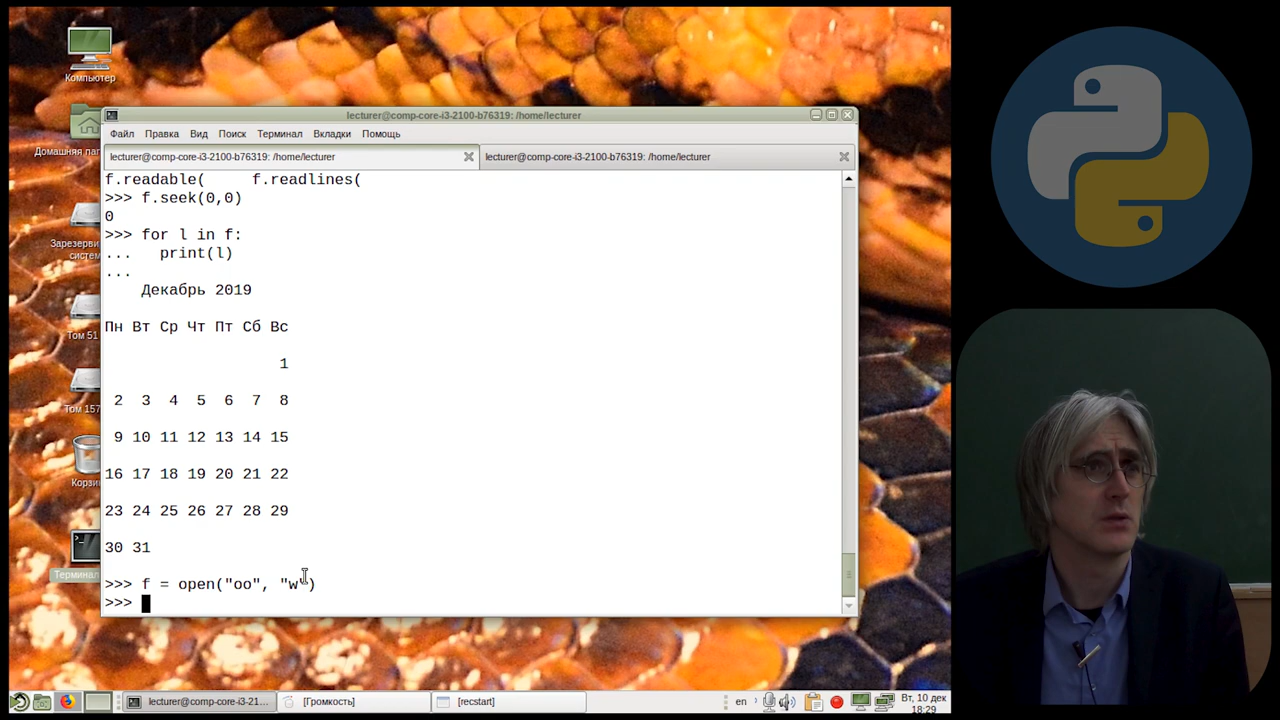 Компьютер
lecturer@comp-core-i3-2100-b76319: /home/lecturer
Файл Правка Вид Поиск Терминал Вкладки Помощь
Домашняя пап
lecturer@comp-core-i3-2100-b76319: /home/lecturer
lecturer@comp-core-i3-2100-b76319: /home/lecturer
f.readable(     f.readlines(
>>> f.seek(0,0)
0
>>> for l in f:
...   print(l)
...
    Декабрь 2019
Пн Вт Ср Чт Пт Сб Вс
                   1
 2  3  4  5  6  7  8
 9 10 11 12 13 14 15
16 17 18 19 20 21 22
23 24 25 26 27 28 29
30 31
>>> f = open("oo", "w")
>>>
Зарезерви
систем
Том 51
Том 157
Корзи
Терминал
lecturer@comp-core-i3-21...
[Громкость]
[recstart]
en
Вт, 10 дек
18:29